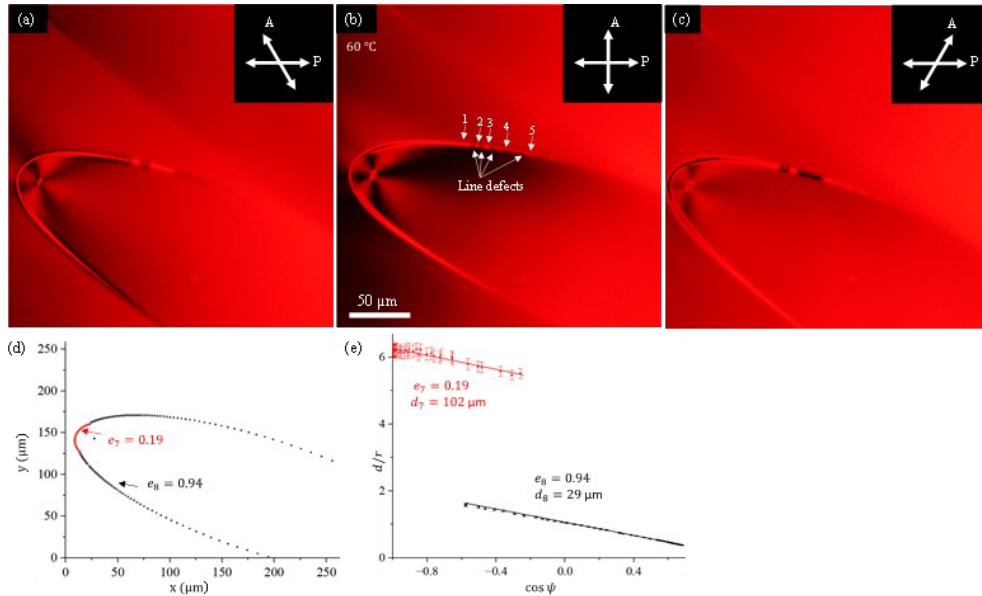 (a)
A
P
(b)
60 °C
A
P
1 2 3 4 5
Line defects
50 μm
(c)
A
P
(d)
250
200
150
100
50
0
y (μm)
0 50 100 150 200 250
x (μm)
e₇ = 0.19
e₈ = 0.94
(e)
6
4
2
0
d/r
−0.8 −0.4 0.0 0.4
cos ψ
e₇ = 0.19
d₇ = 102 μm
e₈ = 0.94
d₈ = 29 μm